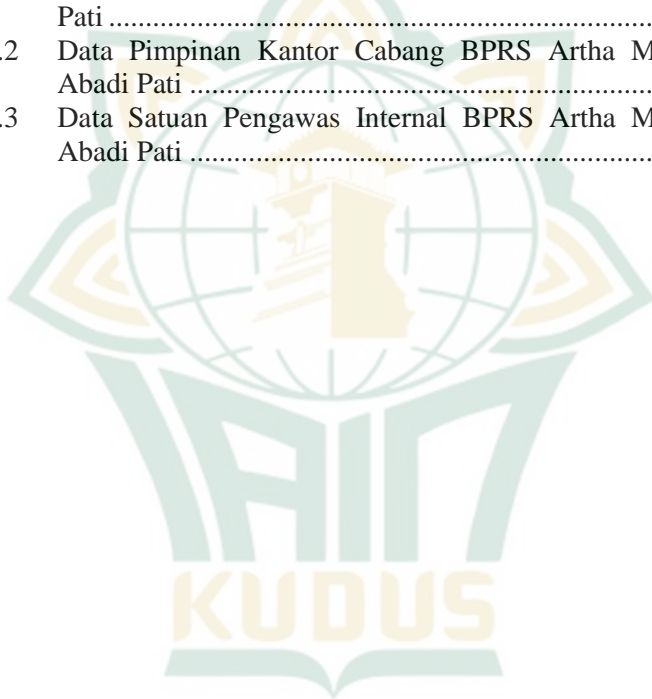 Pati ........................................................................
.2 Data Pimpinan Kantor Cabang BPRS Artha M
Abadi Pati .............................................................
.3 Data Satuan Pengawas Internal BPRS Artha M
Abadi Pati .............................................................
IAIN
KUDUS